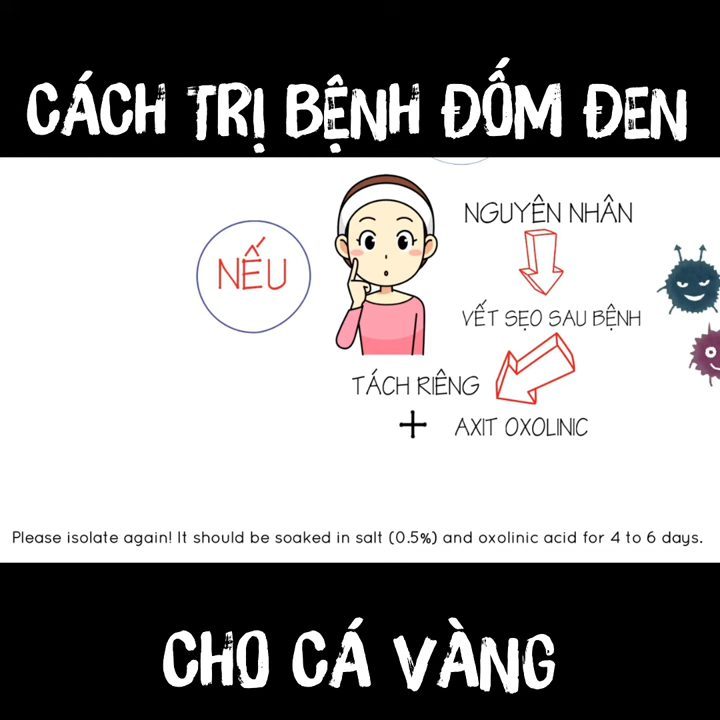 CÁCH TRỊ BỆNH ĐỐM ĐEN
NẾU
NGUYÊN NHÂN
VẾT SẸO SAU BỆNH
TÁCH RIÊNG
+ AXIT OXOLINIC
Please isolate again! It should be soaked in salt (0.5%) and oxolinic acid for 4 to 6 days.
CHO CÁ VÀNG